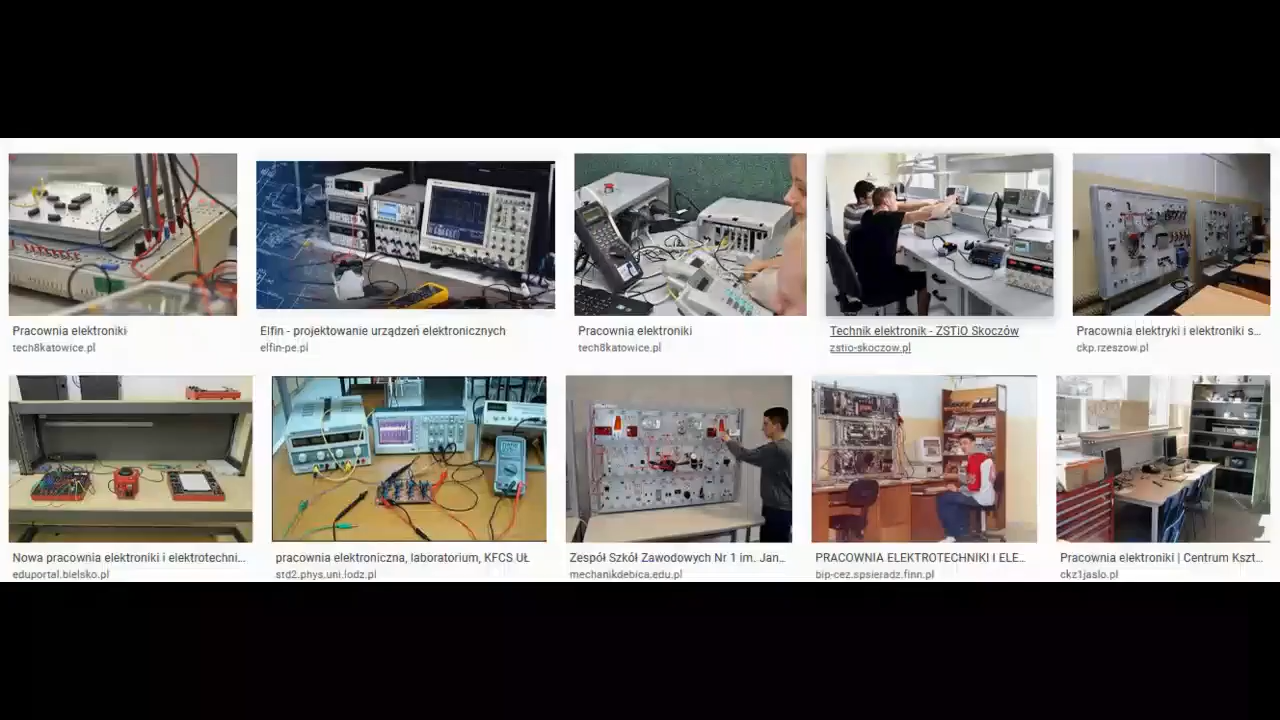 Pracownia elektroniki
tech8katowice.pl
Elfin - projektowanie urządzeń elektronicznych
elfin-pe.pl
Pracownia elektroniki
tech8katowice.pl
Technik elektronik - ZSTiO Skoczów
zstio-skoczow.pl
Pracownia elektryki i elektroniki s...
ckp.rzeszow.pl
Nowa pracownia elektroniki i elektrotechni...
eduportal.bielsko.pl
pracownia elektroniczna, laboratorium, KFCS UŁ
std2.phys.uni.lodz.pl
Zespół Szkół Zawodowych Nr 1 im. Jan...
mechanikdebica.edu.pl
PRACOWNIA ELEKTROTECHNIKI I ELE...
bip-cez.spsieradz.finn.pl
Pracownia elektroniki | Centrum Kszt...
ckz1jaslo.pl